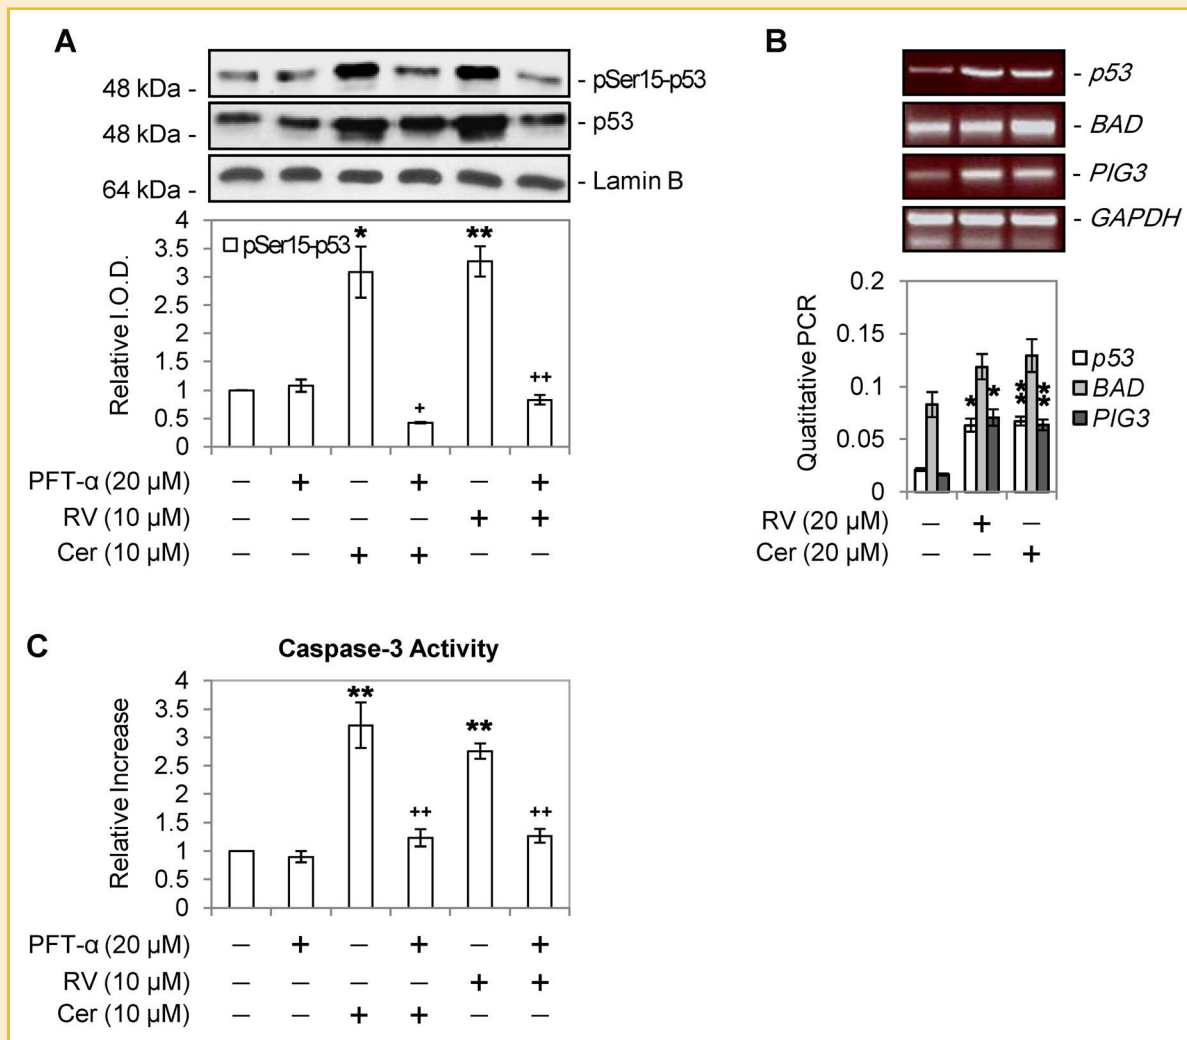 A
48 kDa -
- pSer15-p53
48 kDa -
- p53
64 kDa -
- Lamin B
4
3.5
3
2.5
2
1.5
1
0.5
0
Relative I.O.D.
pSer15-p53
*
**
+
++
PFT-α (20 µM) – + – + – +
RV (10 µM) – – – – + +
Cer (10 µM) – – + + – –
B
- p53
- BAD
- PIG3
- GAPDH
0.2
0.15
0.1
0.05
0
Quatitative PCR
* * ** **
p53
BAD
PIG3
RV (20 µM) – + –
Cer (20 µM) – – +
C
Caspase-3 Activity
4
3.5
3
2.5
2
1.5
1
0.5
0
Relative Increase
**
**
++
++
PFT-α (20 µM) – + – + – +
RV (10 µM) – – – – + +
Cer (10 µM) – – + + – –